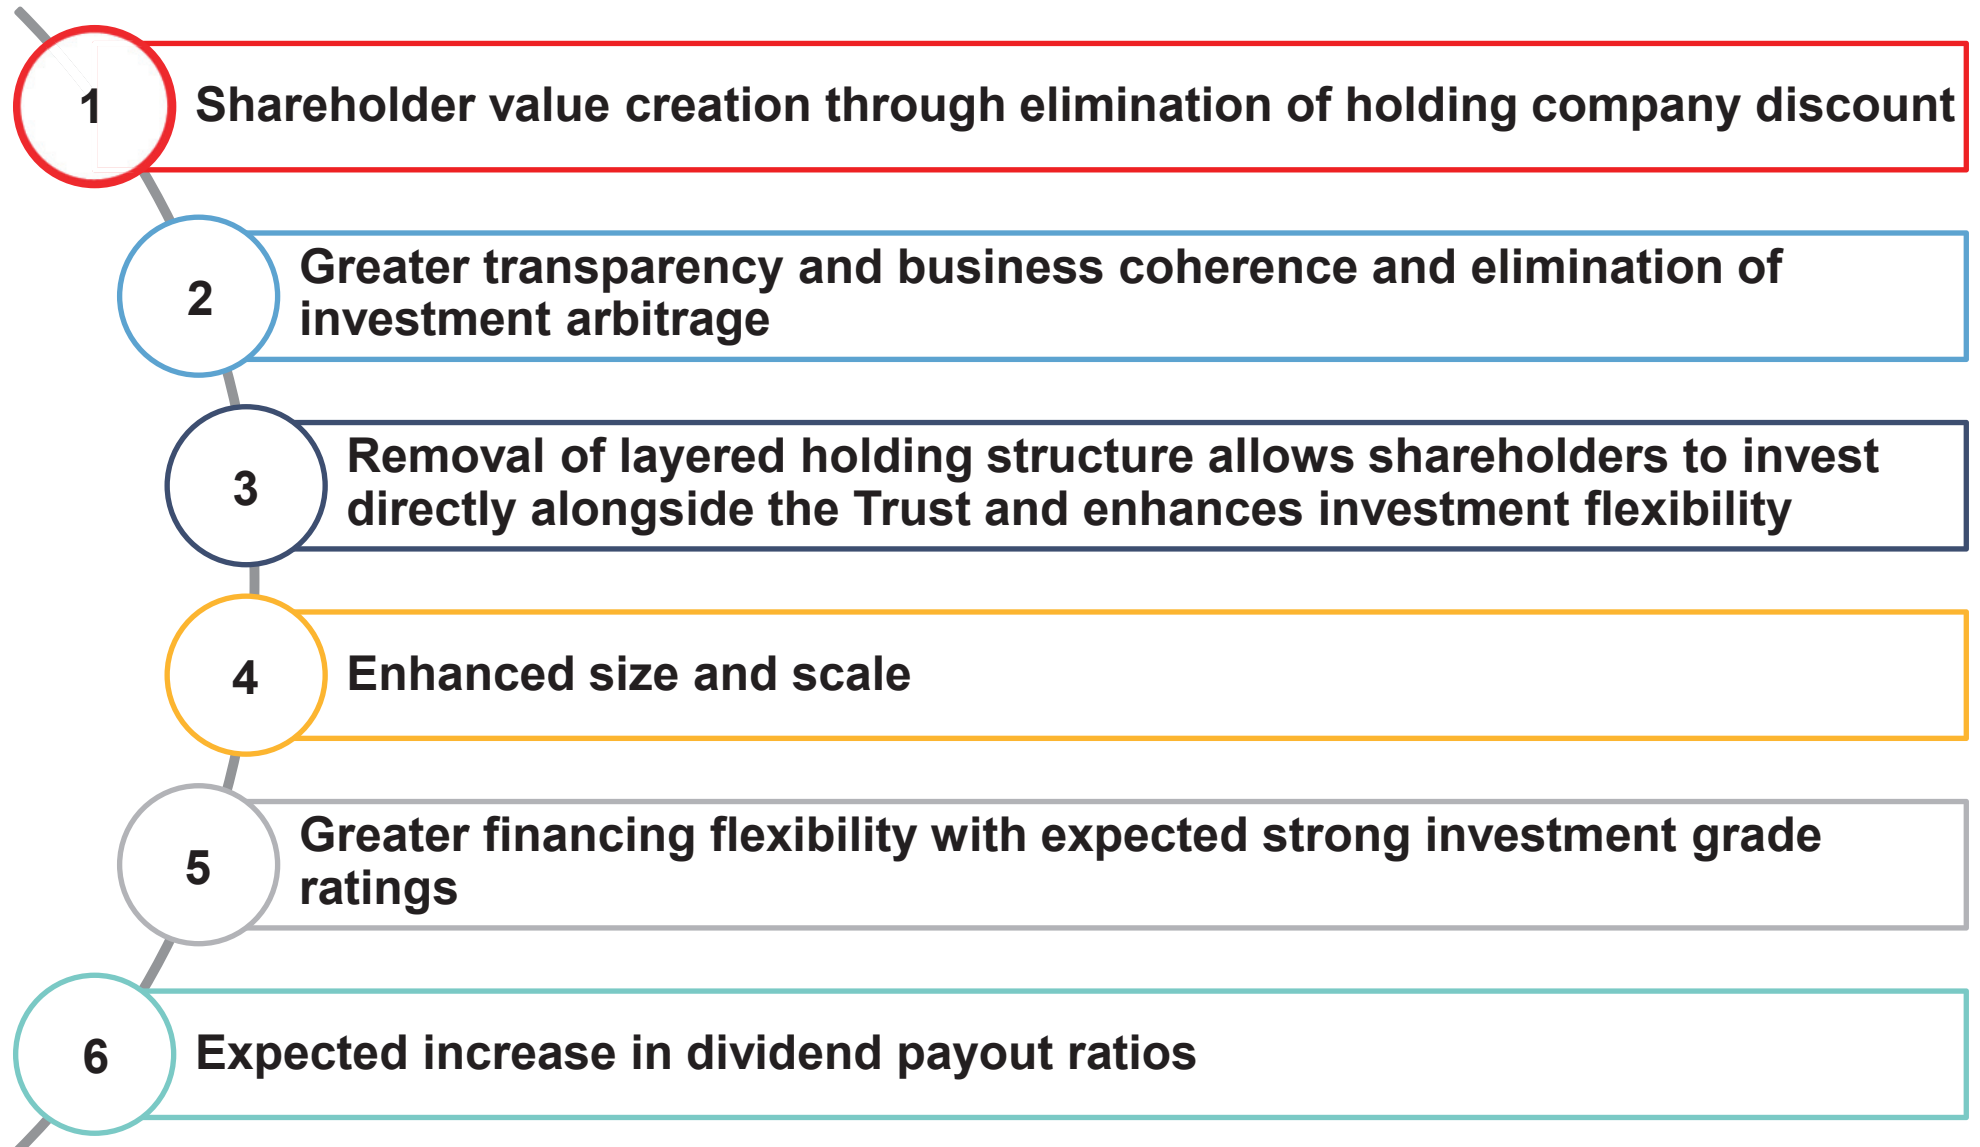 1
Shareholder value creation through elimination of holding company discount
2
Greater transparency and business coherence and elimination of
investment arbitrage
3
Removal of layered holding structure allows shareholders to invest
directly alongside the Trust and enhances investment flexibility
4
Enhanced size and scale
5
Greater financing flexibility with expected strong investment grade
ratings
6
Expected increase in dividend payout ratios